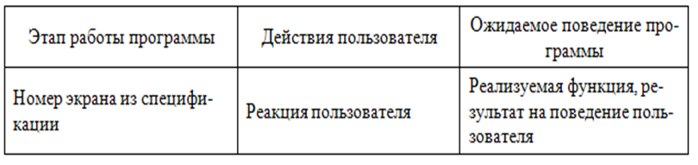 Этап работы программы
Действия пользователя
Ожидаемое поведение про-
граммы
Номер экрана из специфи-
кации
Реакция пользователя
Реализуемая функция, ре-
зультат на поведение поль-
зователя